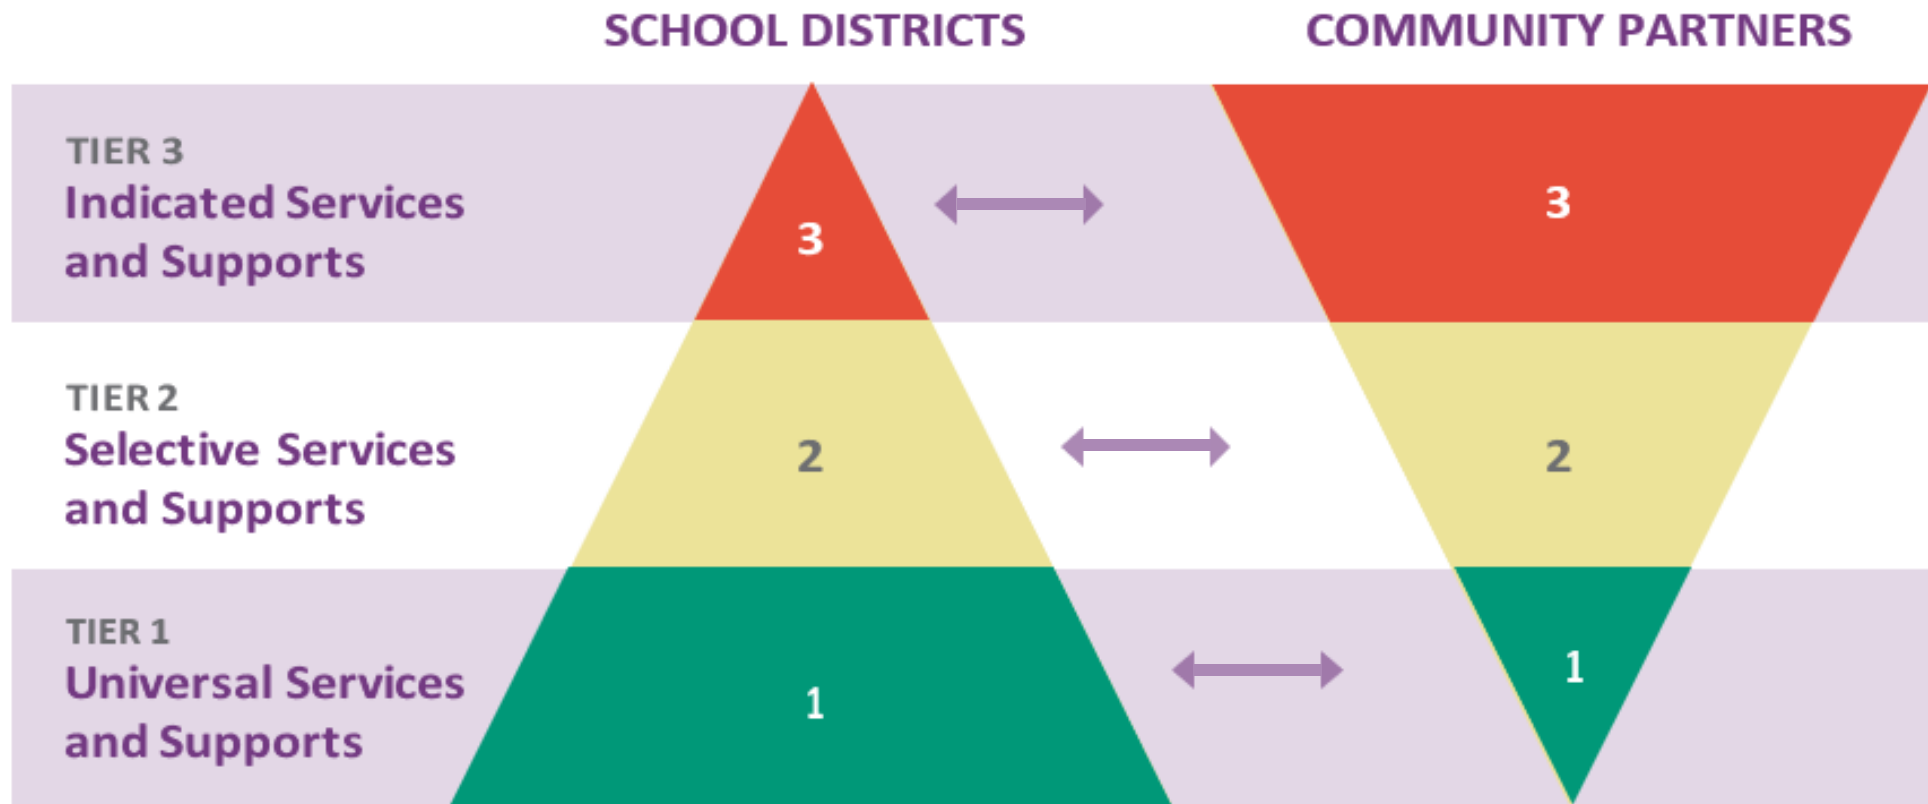 SCHOOL DISTRICTS
COMMUNITY PARTNERS
TIER 3
Indicated Services
and Supports
3
3
TIER 2
Selective Services
and Supports
2
2
TIER 1
Universal Services
and Supports
1
1